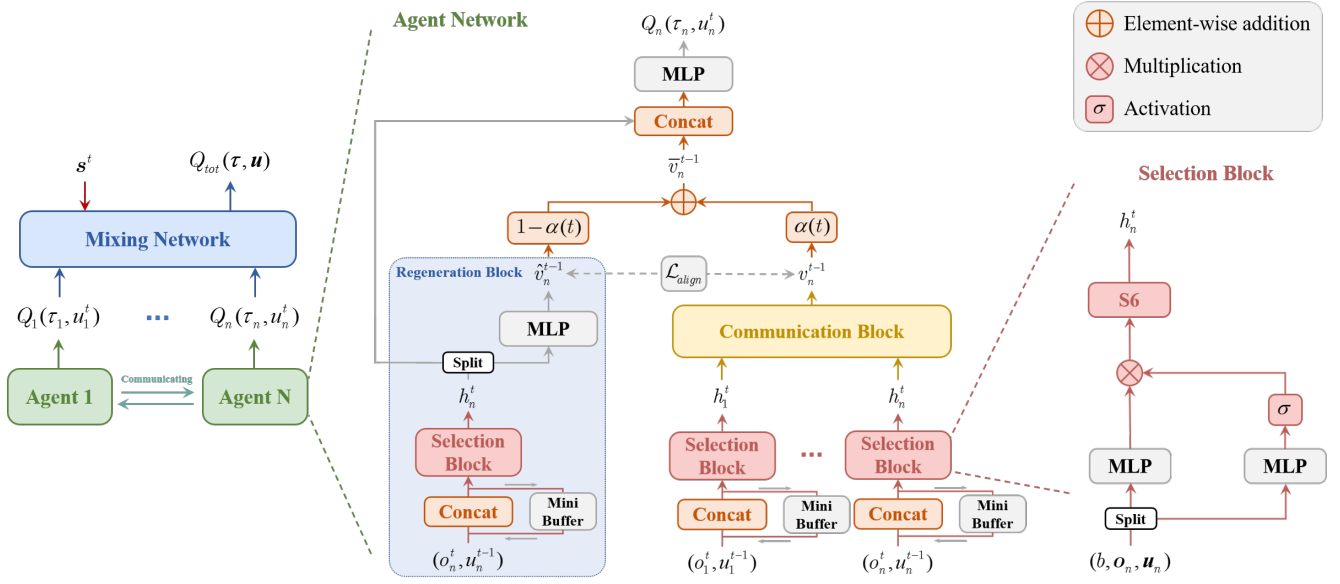 Agent Network
Q_n(τ_n, u_n^t)
MLP
Concat
v̅_n^{t-1}
1 − α(t)
α(t)
Regeneration Block
v̂_n^{t-1}
ℒ_align
v_n^{t-1}
MLP
Communication Block
Split
h_n^t
h_1^t
h_n^t
Selection
Block
Selection
Block
...
Selection
Block
Concat
Mini
Buffer
Concat
Mini
Buffer
Concat
Mini
Buffer
(o_n^t, u_n^{t-1})
(o_1^t, u_1^{t-1})
(o_n^t, u_n^{t-1})
s^t
Q_tot(τ, u)
Mixing Network
Q_1(τ_1, u_1^t)
...
Q_n(τ_n, u_n^t)
Agent 1
Communicating
Agent N
Element-wise addition
Multiplication
σ
Activation
Selection Block
h_n^t
S6
σ
MLP
MLP
Split
(b, o_n, u_n)